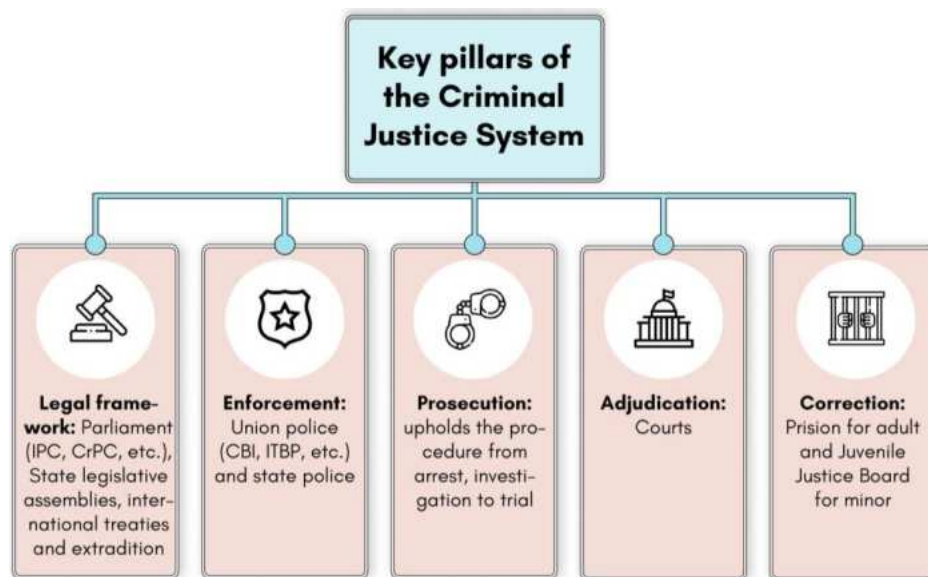 Key pillars of
the Criminal
Justice System
Legal frame-
work: Parliament
(IPC, CrPC, etc.),
State legislative
assemblies, inter-
national treaties
and extradition
Enforcement:
Union police
(CBI, ITBP, etc.)
and state police
Prosecution:
upholds the pro-
cedure from
arrest, investi-
gation to trial
Adjudication:
Courts
Correction:
Prision for adult
and Juvenile
Justice Board
for minor